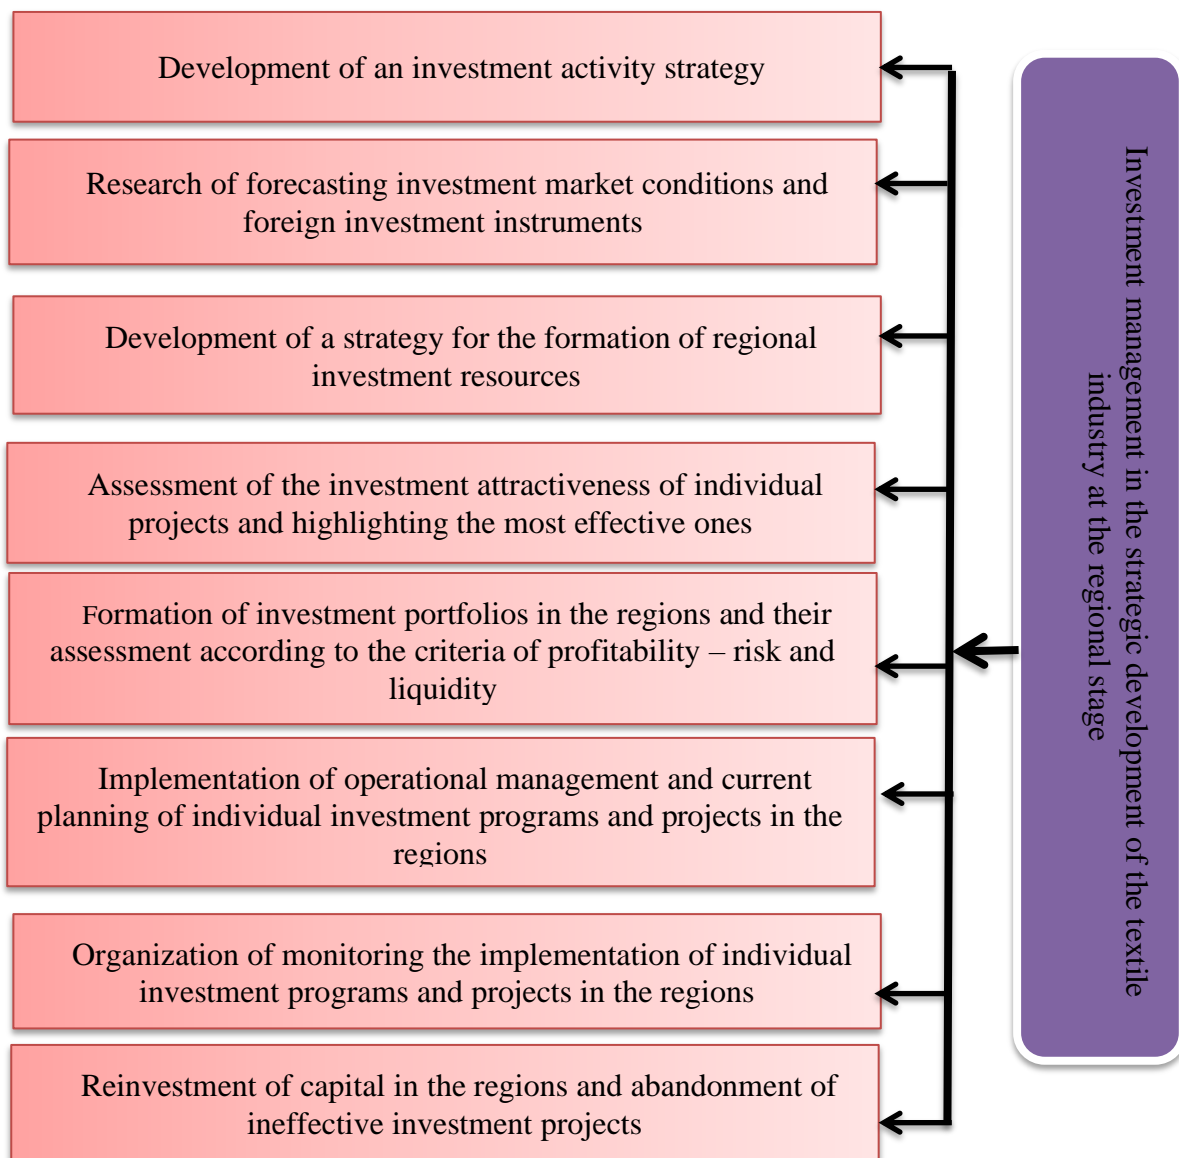 Development of an investment activity strategy
Research of forecasting investment market conditions and
foreign investment instruments
Development of a strategy for the formation of regional
investment resources
Assessment of the investment attractiveness of individual
projects and highlighting the most effective ones
Formation of investment portfolios in the regions and their
assessment according to the criteria of profitability – risk and
liquidity
Implementation of operational management and current
planning of individual investment programs and projects in the
regions
Organization of monitoring the implementation of individual
investment programs and projects in the regions
Reinvestment of capital in the regions and abandonment of
ineffective investment projects
Investment management in the strategic development of the textile
industry at the regional stage